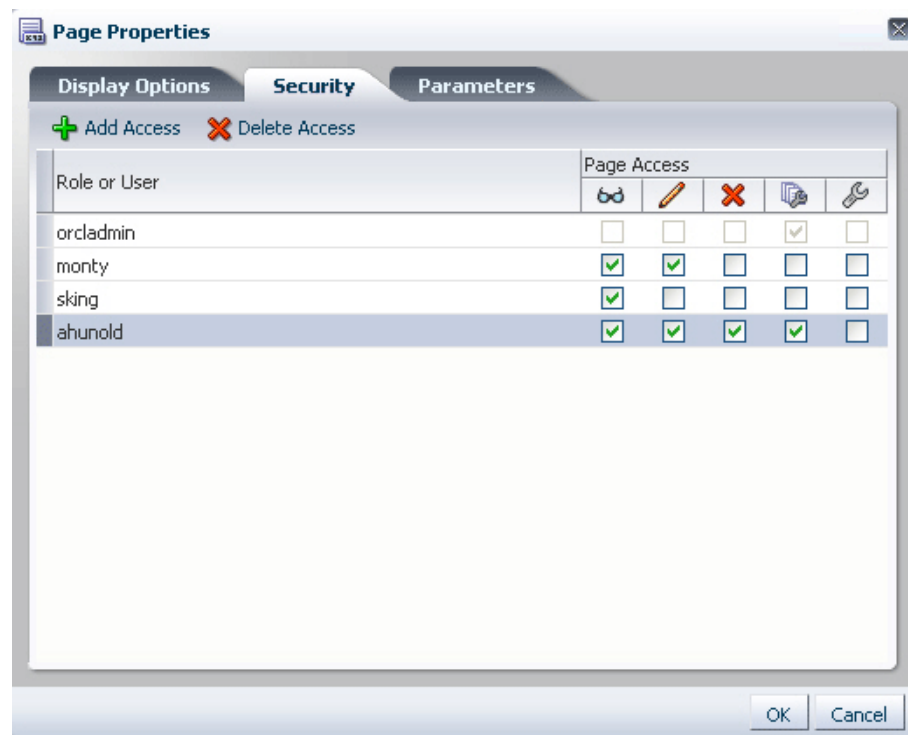 Page Properties
Display Options Security Parameters
Add Access Delete Access
Role or User
Page Access
orcladmin
monty
sking
ahunold
OK Cancel